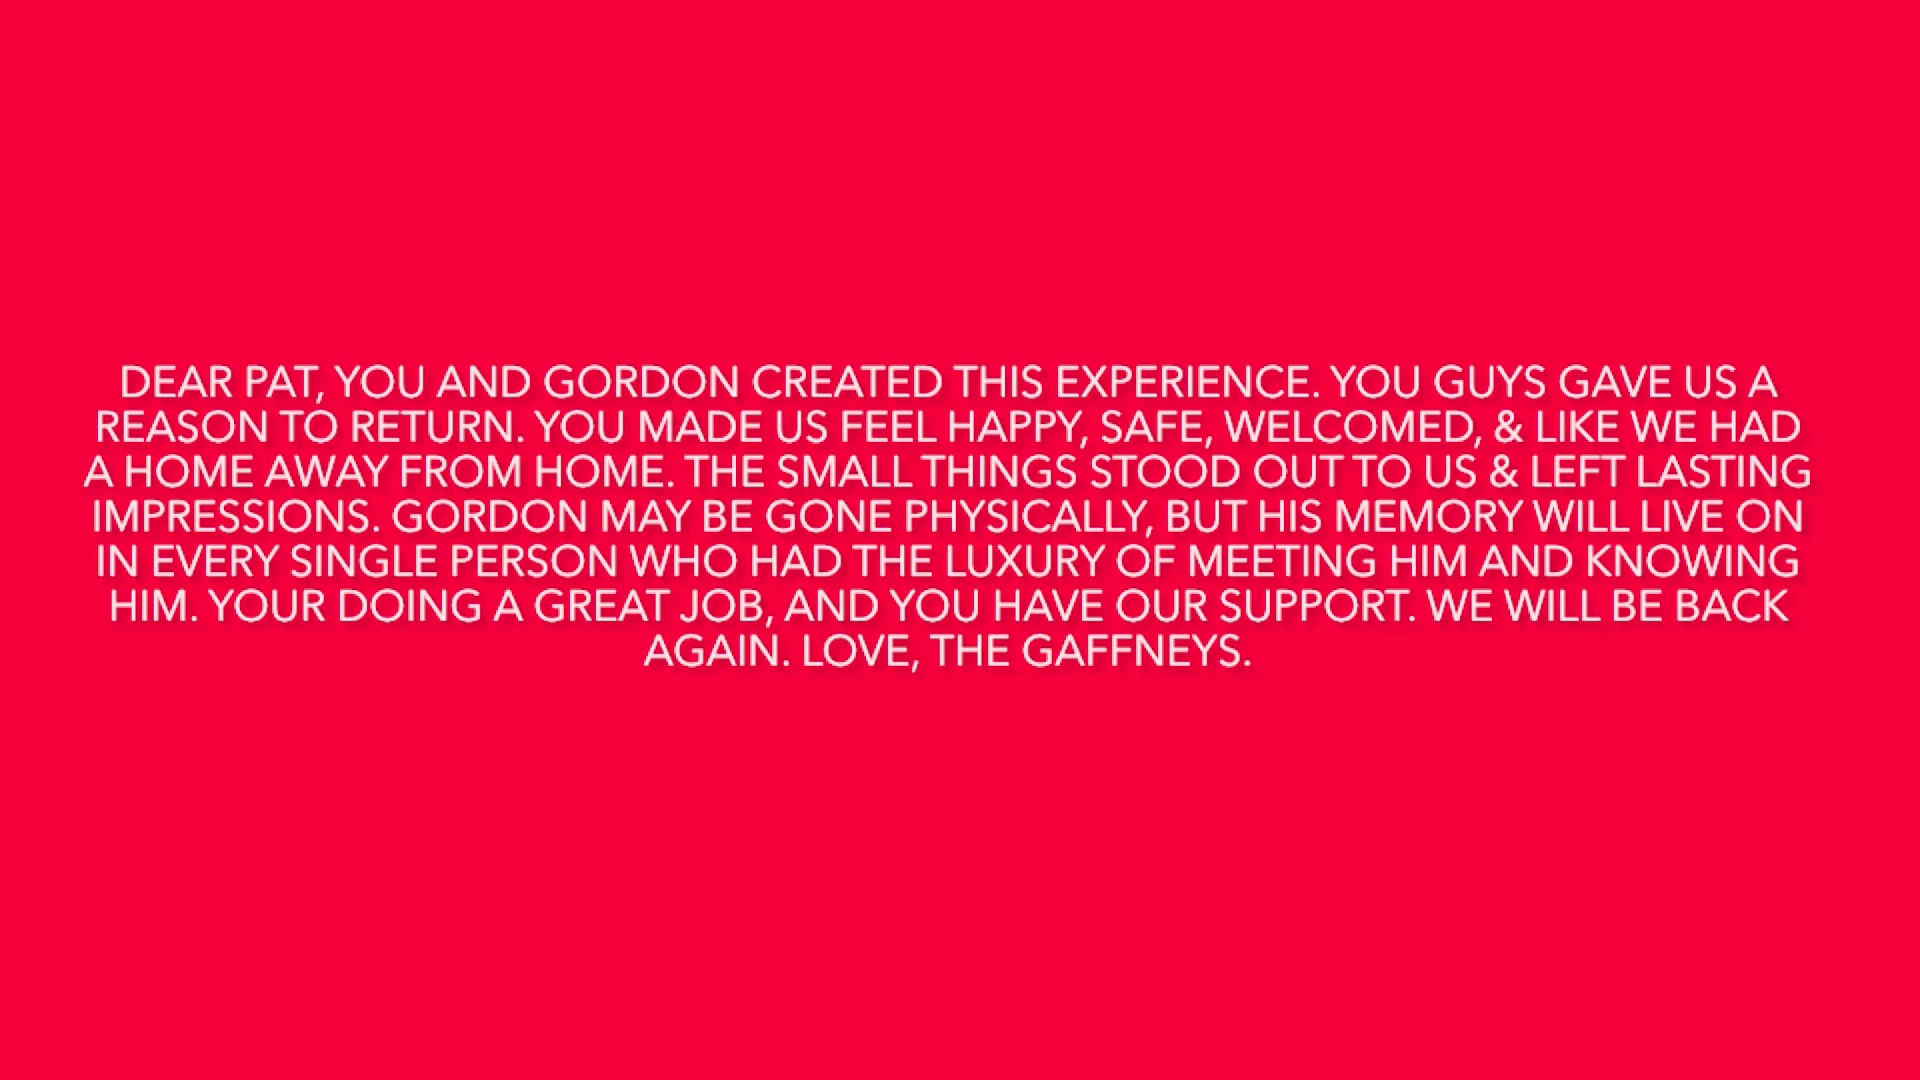 DEAR PAT, YOU AND GORDON CREATED THIS EXPERIENCE. YOU GUYS GAVE US A
REASON TO RETURN. YOU MADE US FEEL HAPPY, SAFE, WELCOMED, & LIKE WE HAD
A HOME AWAY FROM HOME. THE SMALL THINGS STOOD OUT TO US & LEFT LASTING
IMPRESSIONS. GORDON MAY BE GONE PHYSICALLY, BUT HIS MEMORY WILL LIVE ON
IN EVERY SINGLE PERSON WHO HAD THE LUXURY OF MEETING HIM AND KNOWING
HIM. YOUR DOING A GREAT JOB, AND YOU HAVE OUR SUPPORT. WE WILL BE BACK
AGAIN. LOVE, THE GAFFNEYS.